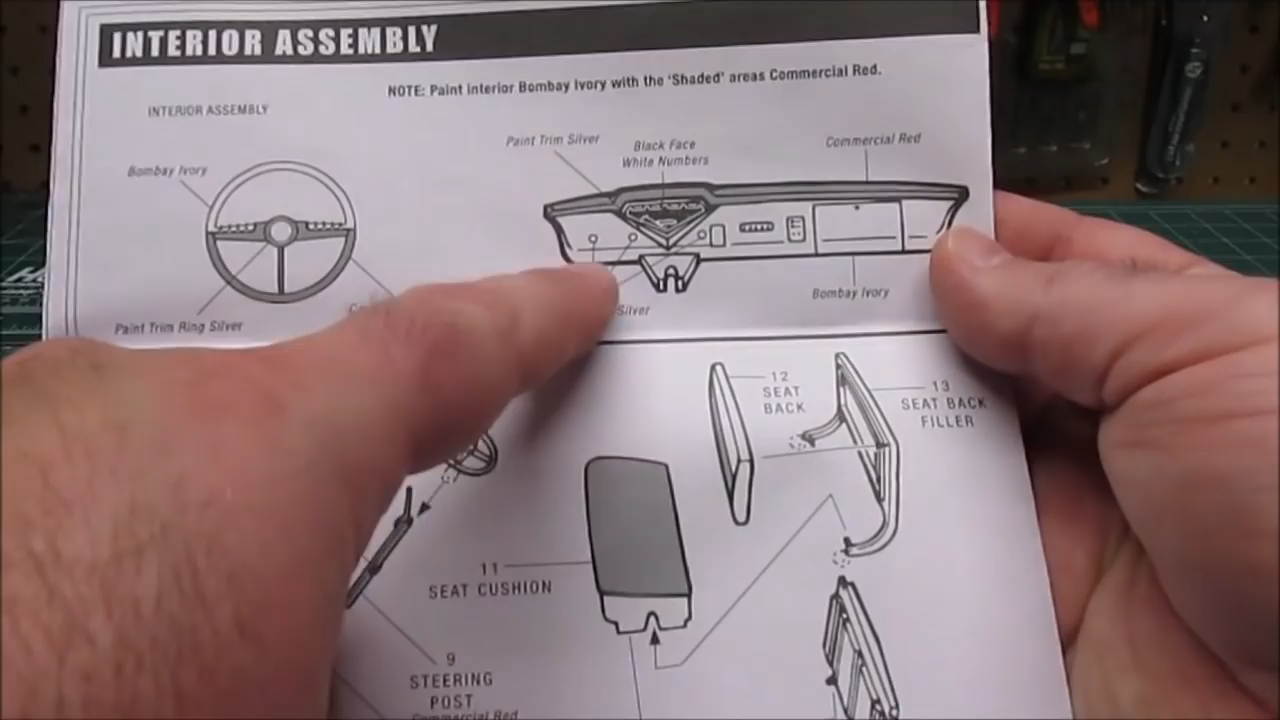 INTERIOR ASSEMBLY
NOTE: Paint interior Bombay Ivory with the 'Shaded' areas Commercial Red.
INTERIOR ASSEMBLY
Bombay Ivory
Paint Trim Ring Silver
Paint Trim Silver
Black Face
White Numbers
Commercial Red
Silver
Bombay Ivory
12
SEAT
BACK
13
SEAT BACK
FILLER
11
SEAT CUSHION
9
STEERING
POST
Commercial Red